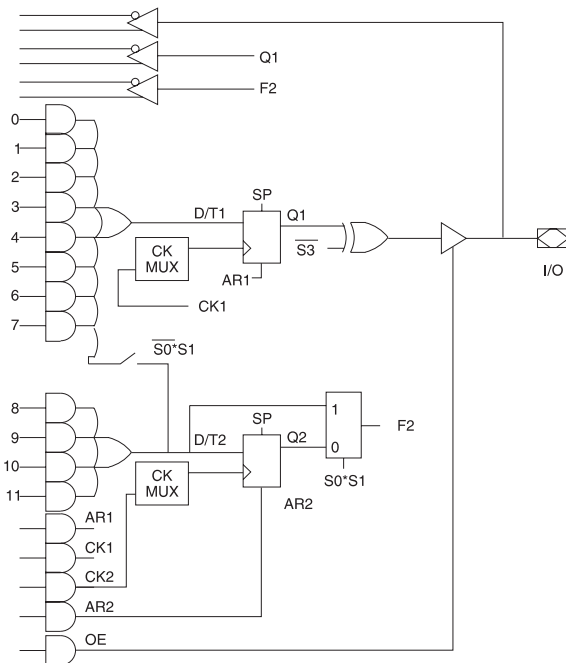 Q1
F2
0
1
2
3
4
5
6
7
D/T1
SP
Q1
CK
MUX
AR1
CK1
S3
I/O
S0*S1
8
9
10
11
D/T2
SP
Q2
CK
MUX
AR2
1
0
F2
S0*S1
AR1
CK1
CK2
AR2
OE